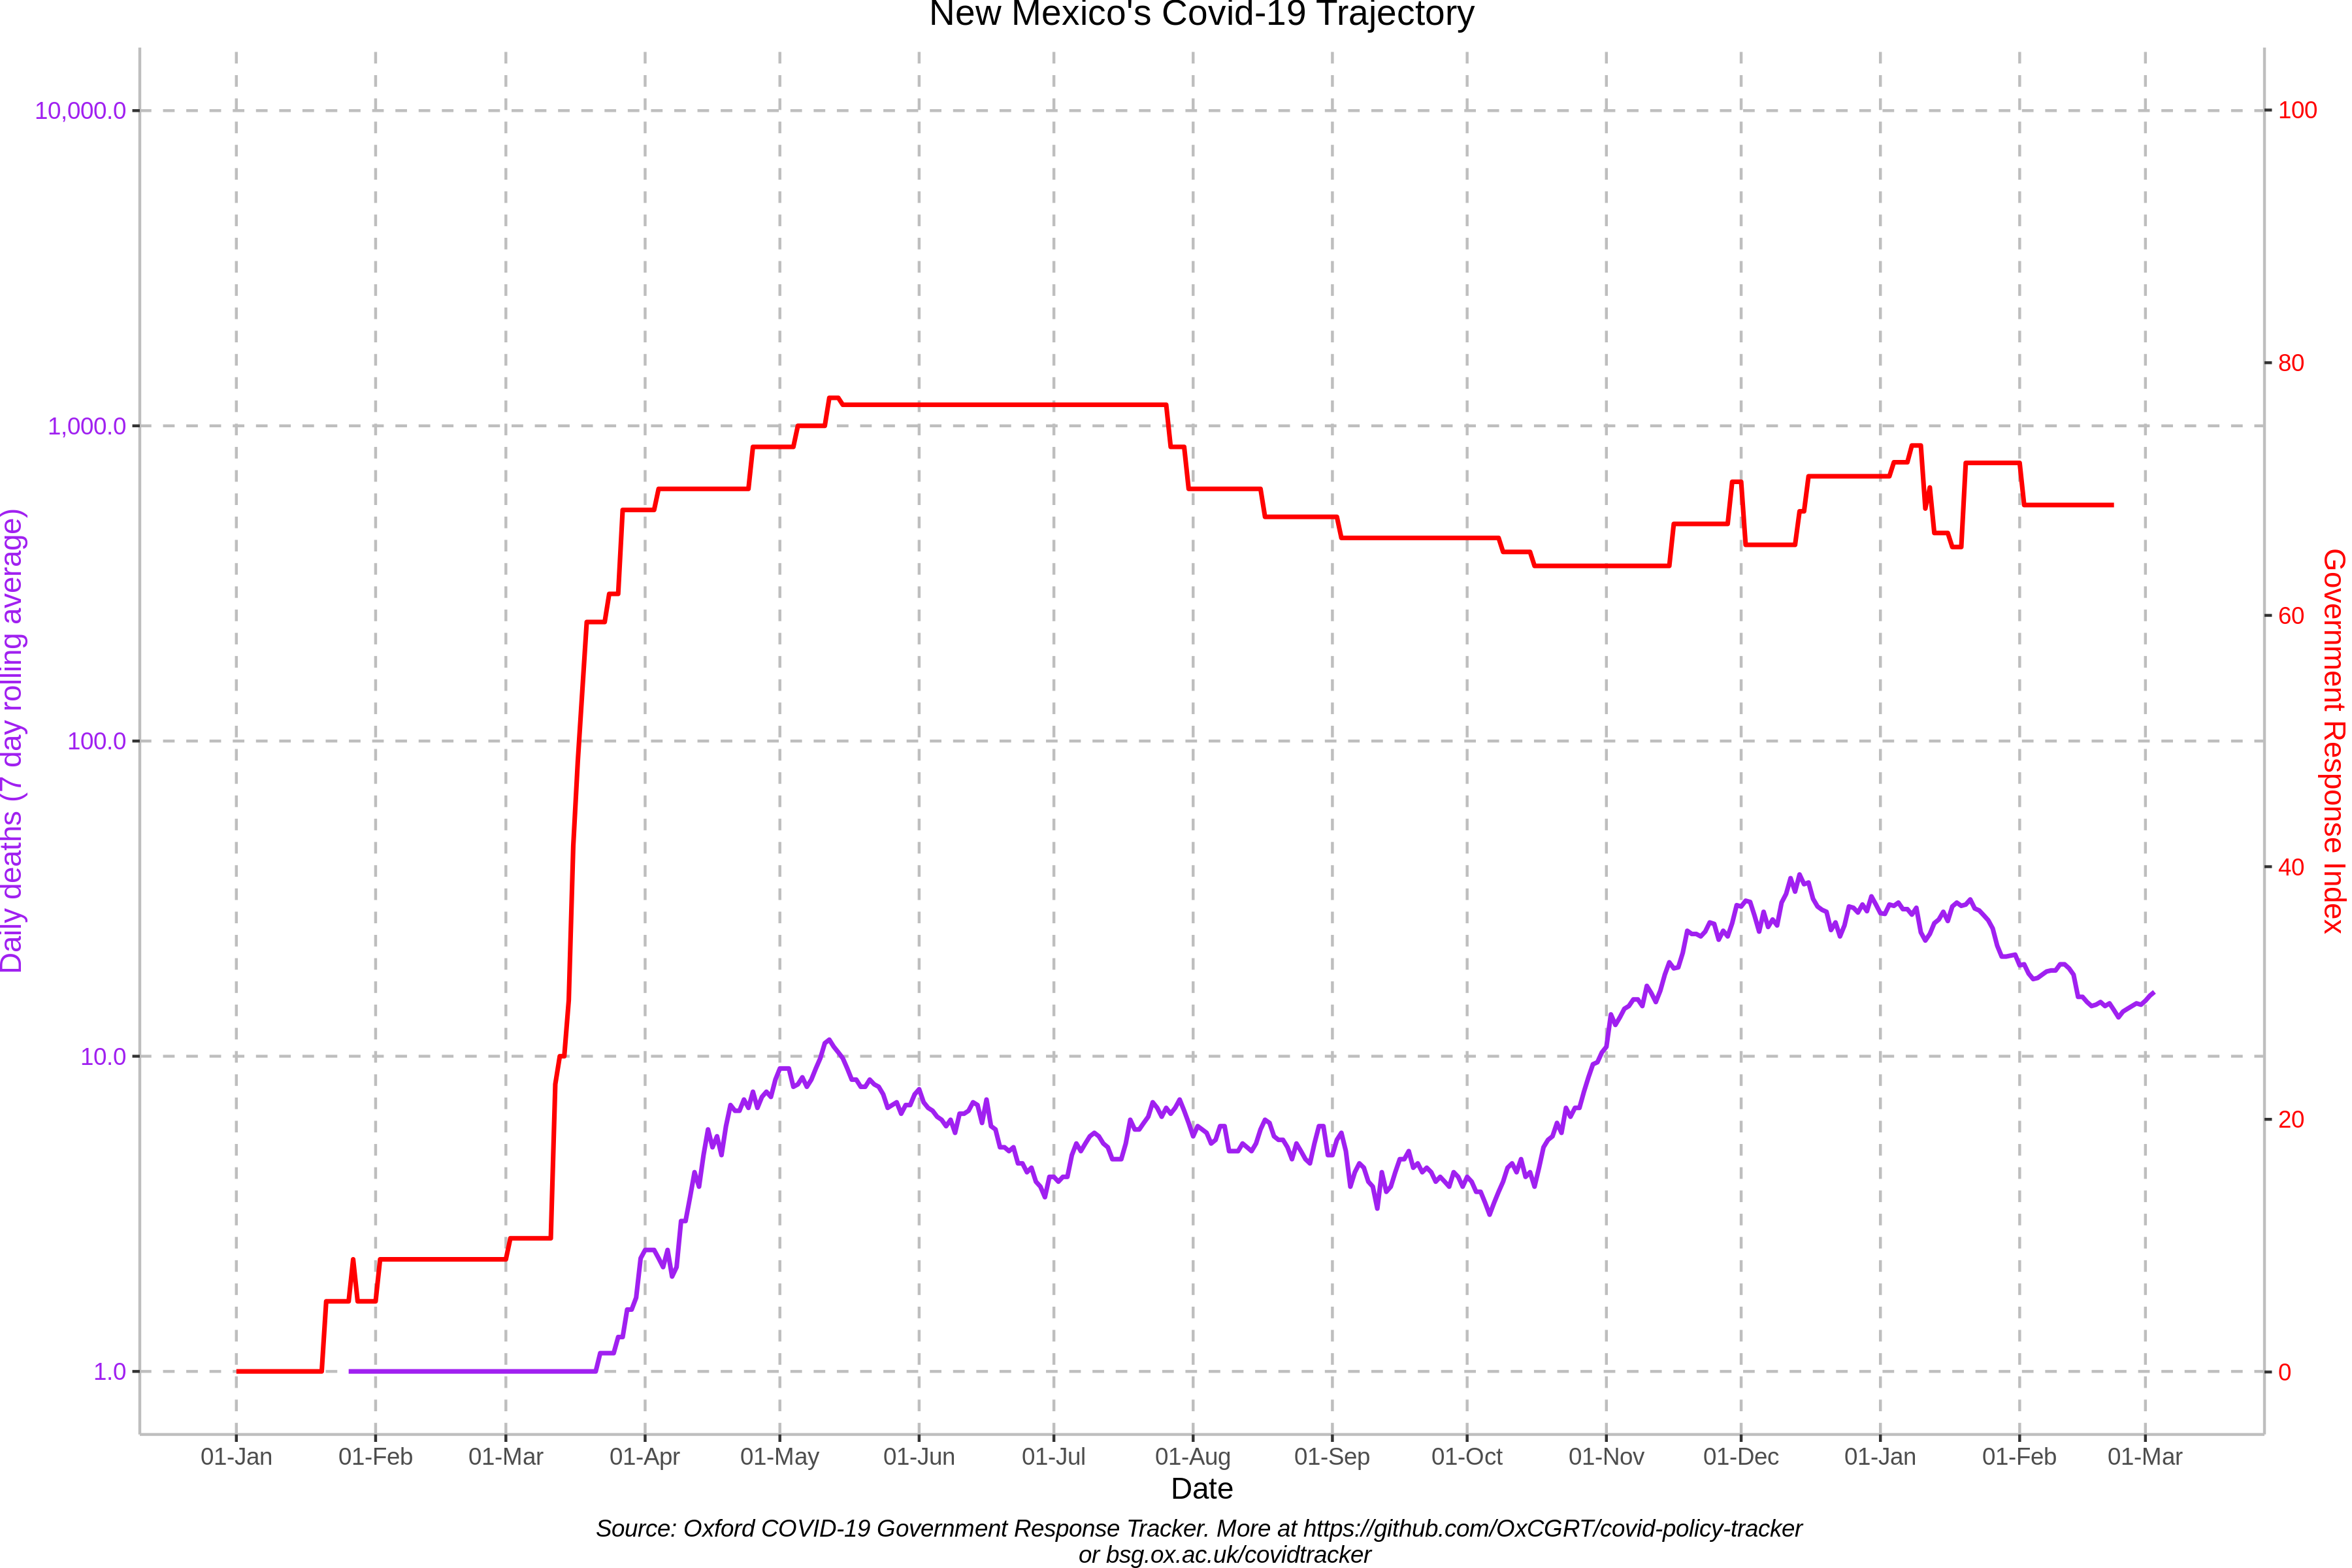 New Mexico's Covid-19 Trajectory
10,000.0
1,000.0
100.0
10.0
1.0
Daily deaths (7 day rolling average)
100
80
60
40
20
0
Government Response Index
01-Jan
01-Feb
01-Mar
01-Apr
01-May
01-Jun
01-Jul
01-Aug
01-Sep
01-Oct
01-Nov
01-Dec
01-Jan
01-Feb
01-Mar
Date
Source: Oxford COVID-19 Government Response Tracker. More at https://github.com/OxCGRT/covid-policy-tracker
or bsg.ox.ac.uk/covidtracker